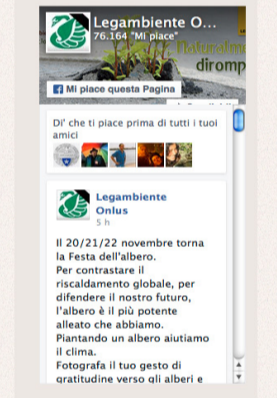 Legambiente O...
76.164 "Mi piace"
diromp
Mi piace questa Pagina
Di' che ti piace prima di tutti i tuoi
amici
Legambiente
Onlus
5 h
Il 20/21/22 novembre torna
la Festa dell'albero.
Per contrastare il
riscaldamento globale, per
difendere il nostro futuro,
l'albero è il più potente
alleato che abbiamo.
Piantando un albero aiutiamo
il clima.
Fotografa il tuo gesto di
gratitudine verso gli alberi e